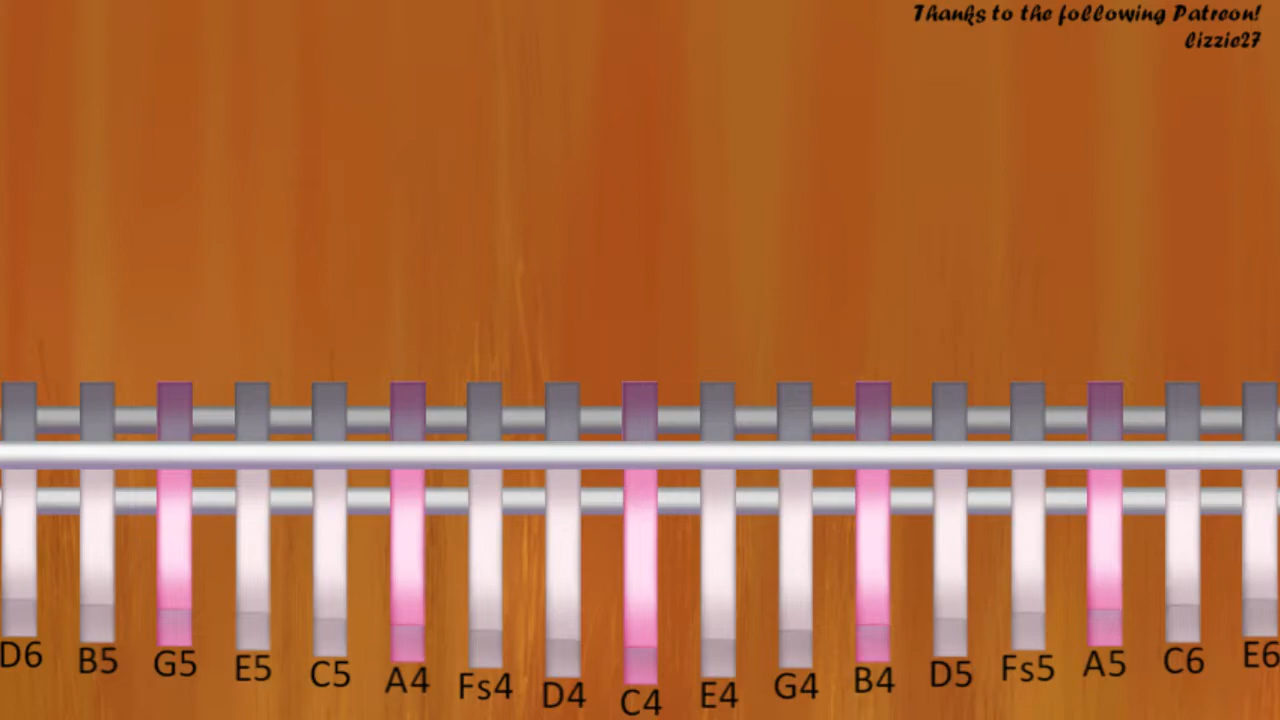 Thanks to the following Patreon!
Lizzie27
D6 B5 G5 E5 C5 A4 Fs4 D4 C4 E4 G4 B4 D5 Fs5 A5 C6 E6